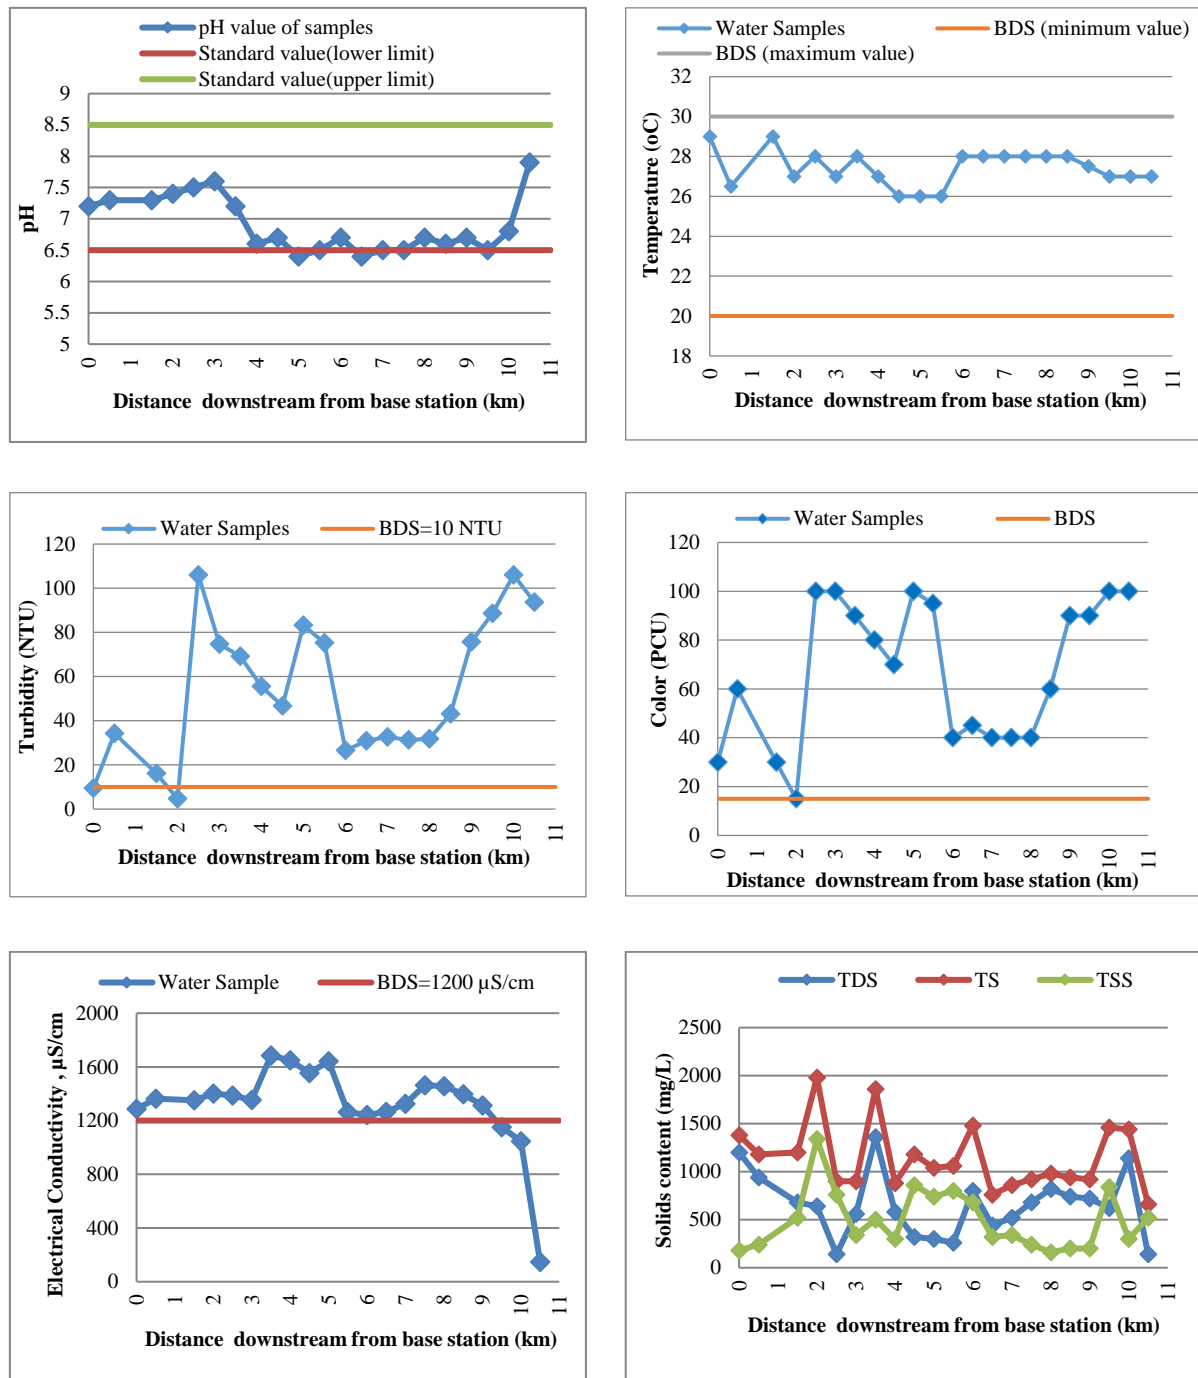 pH value of samples
Standard value(lower limit)
Standard value(upper limit)
9
8.5
8
7.5
7
6.5
6
5.5
5
pH
0 1 2 3 4 5 6 7 8 9 10 11
Distance downstream from base station (km)
Water Samples BDS (minimum value)
BDS (maximum value)
32
30
28
26
24
22
20
18
Temperature (oC)
0 1 2 3 4 5 6 7 8 9 10 11
Distance downstream from base station (km)
Water Samples BDS=10 NTU
120
100
80
60
40
20
0
Turbidity (NTU)
0 1 2 3 4 5 6 7 8 9 10 11
Distance downstream from base station (km)
Water Samples BDS
120
100
80
60
40
20
0
Color (PCU)
0 1 2 3 4 5 6 7 8 9 10 11
Distance downstream from base station (km)
Water Sample BDS=1200 µS/cm
2000
1600
1200
800
400
0
Electrical Conductivity , µS/cm
0 1 2 3 4 5 6 7 8 9 10 11
Distance downstream from base station (km)
TDS TS TSS
2500
2000
1500
1000
500
0
Solids content (mg/L)
0 1 2 3 4 5 6 7 8 9 10 11
Distance downstream from base station (km)